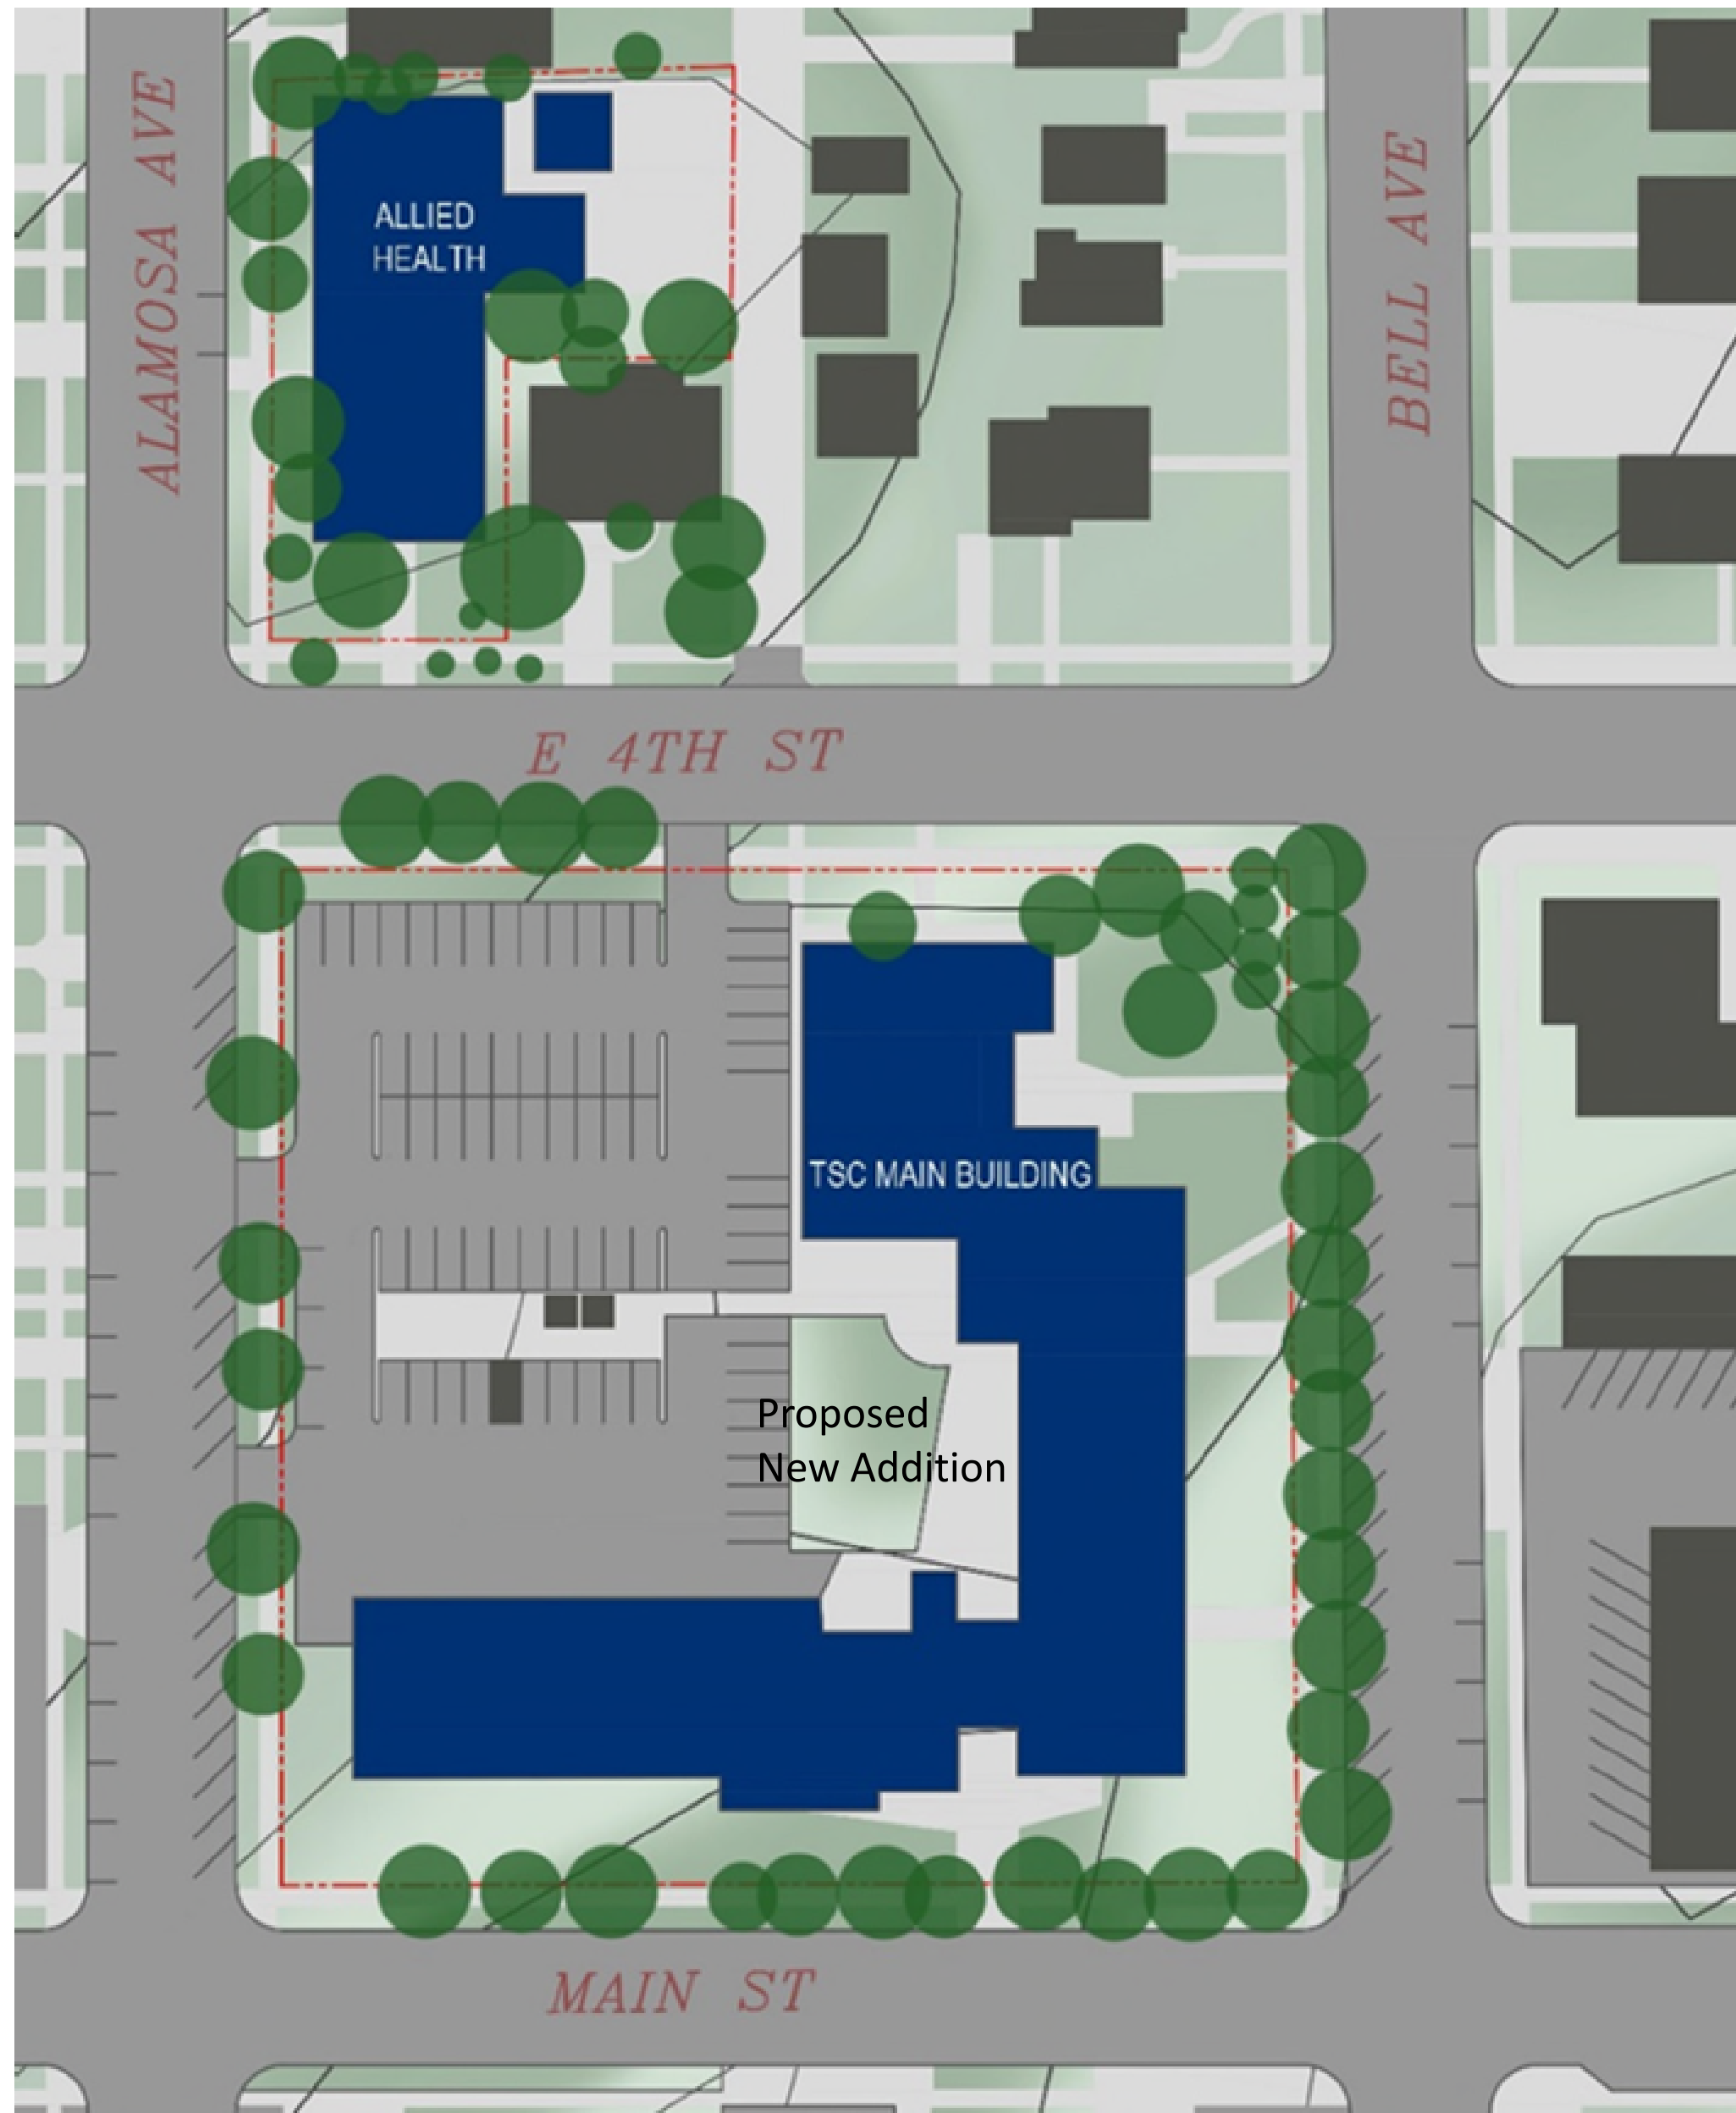 ALAMOSA AVE
ALLIED
HEALTH
BELL AVE
E 4TH ST
TSC MAIN BUILDING
Proposed
New Addition
MAIN ST